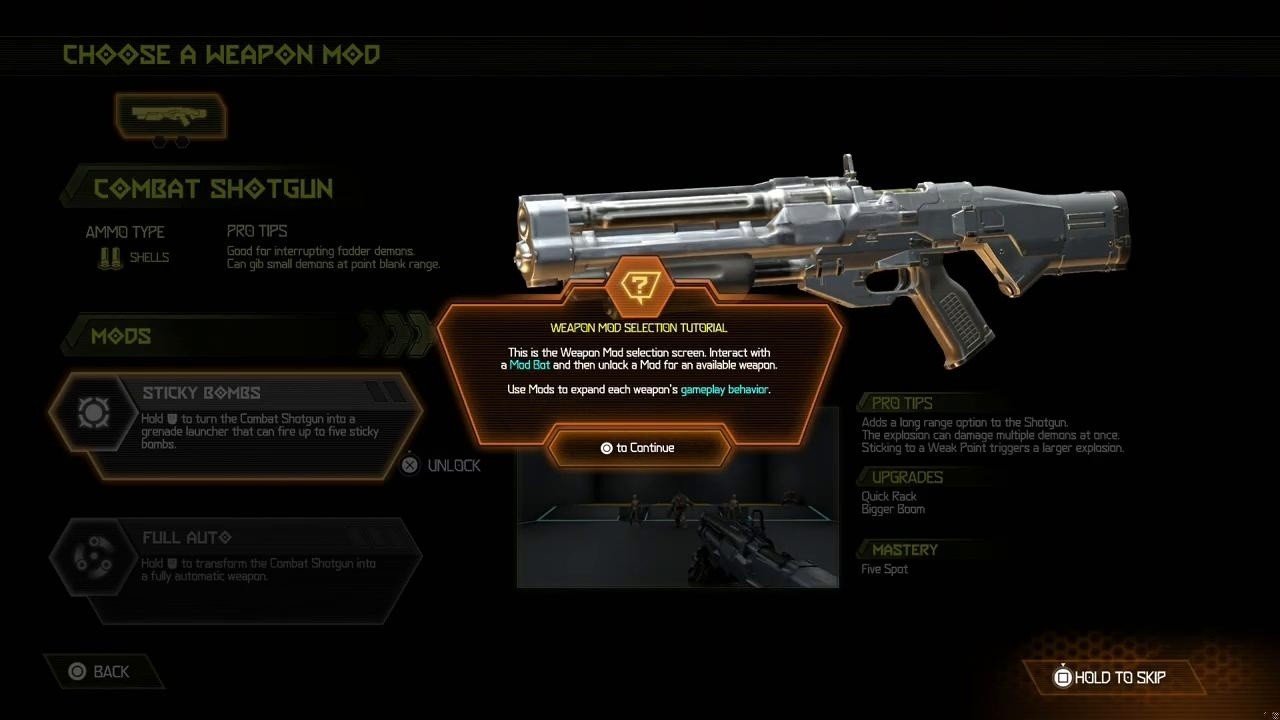 CHOOSE A WEAPON MOD
COMBAT SHOTGUN
AMMO TYPE
SHELLS
PRO TIPS
Good for interrupting fodder demons.
Can gib small demons at point blank range.
MODS
STICKY BOMBS
Hold to turn the Combat Shotgun into a
grenade launcher that can fire up to five sticky
bombs.
UNLOCK
FULL AUTO
Hold to transform the Combat Shotgun into
a fully automatic weapon.
BACK
?
WEAPON MOD SELECTION TUTORIAL
This is the Weapon Mod selection screen. Interact with
a Mod Bot and then unlock a Mod for an available weapon.
Use Mods to expand each weapon's gameplay behavior.
to Continue
PRO TIPS
Adds a long range option to the Shotgun.
The explosion can damage multiple demons at once.
Sticking to a Weak Point triggers a larger explosion.
UPGRADES
Quick Rack
Bigger Boom
MASTERY
Five Spot
HOLD TO SKIP